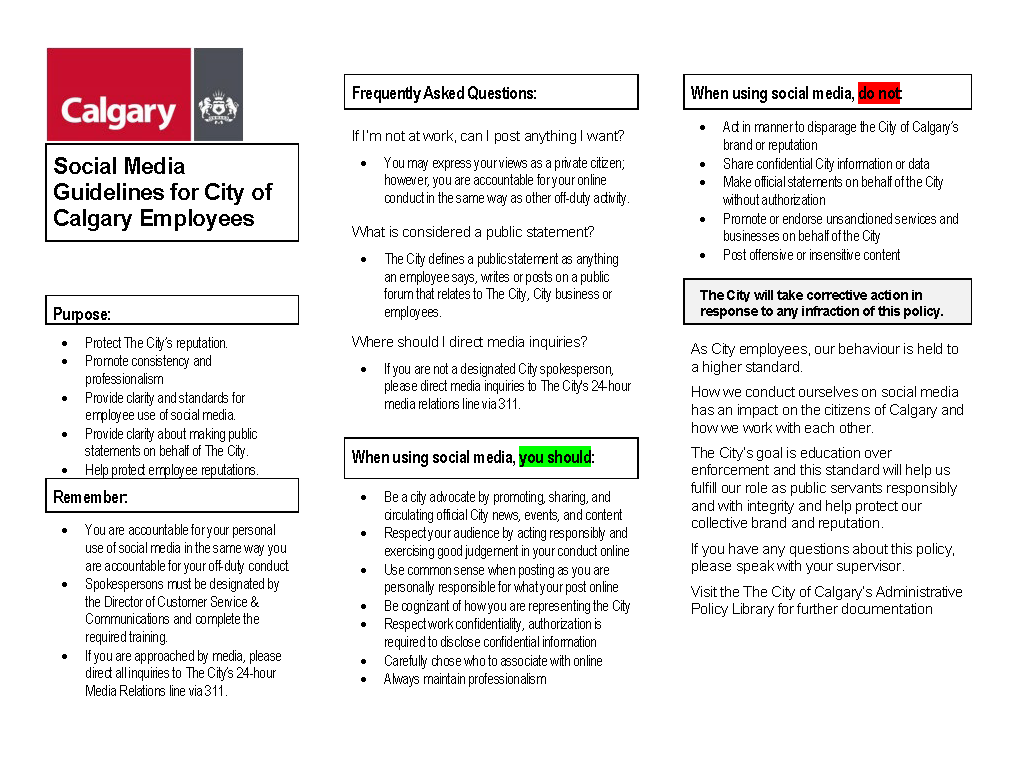 Calgary
Social Media
Guidelines for City of
Calgary Employees
Purpose:
• Protect The City's reputation.
• Promote consistency and
professionalism
• Provide clarity and standards for
employee use of social media.
• Provide clarity about making public
statements on behalf of The City.
• Help protect employee reputations.
Remember:
• You are accountable for your personal
use of social media in the same way you
are accountable for your off-duty conduct.
• Spokespersons must be designated by
the Director of Customer Service &
Communications and complete the
required training.
• If you are approached by media, please
direct all inquiries to The City's 24-hour
Media Relations line via 311.
Frequently Asked Questions:
If I'm not at work, can I post anything I want?
• You may express your views as a private citizen;
however, you are accountable for your online
conduct in the same way as other off-duty activity.
What is considered a public statement?
• The City defines a public statement as anything
an employee says, writes or posts on a public
forum that relates to The City, City business or
employees.
Where should I direct media inquiries?
• If you are not a designated City spokesperson,
please direct media inquiries to The City's 24-hour
media relations line via 311.
When using social media, you should:
• Be a city advocate by promoting, sharing, and
circulating official City news, events, and content
• Respect your audience by acting responsibly and
exercising good judgement in your conduct online
• Use common sense when posting as you are
personally responsible for what your post online
• Be cognizant of how you are representing the City
• Respect work confidentiality, authorization is
required to disclose confidential information
• Carefully chose who to associate with online
• Always maintain professionalism
When using social media, do not:
• Act in manner to disparage the City of Calgary's
brand or reputation
• Share confidential City information or data
• Make official statements on behalf of the City
without authorization
• Promote or endorse unsanctioned services and
businesses on behalf of the City
• Post offensive or insensitive content
The City will take corrective action in
response to any infraction of this policy.
As City employees, our behaviour is held to
a higher standard.
How we conduct ourselves on social media
has an impact on the citizens of Calgary and
how we work with each other.
The City's goal is education over
enforcement and this standard will help us
fulfill our role as public servants responsibly
and with integrity and help protect our
collective brand and reputation.
If you have any questions about this policy,
please speak with your supervisor.
Visit the The City of Calgary's Administrative
Policy Library for further documentation